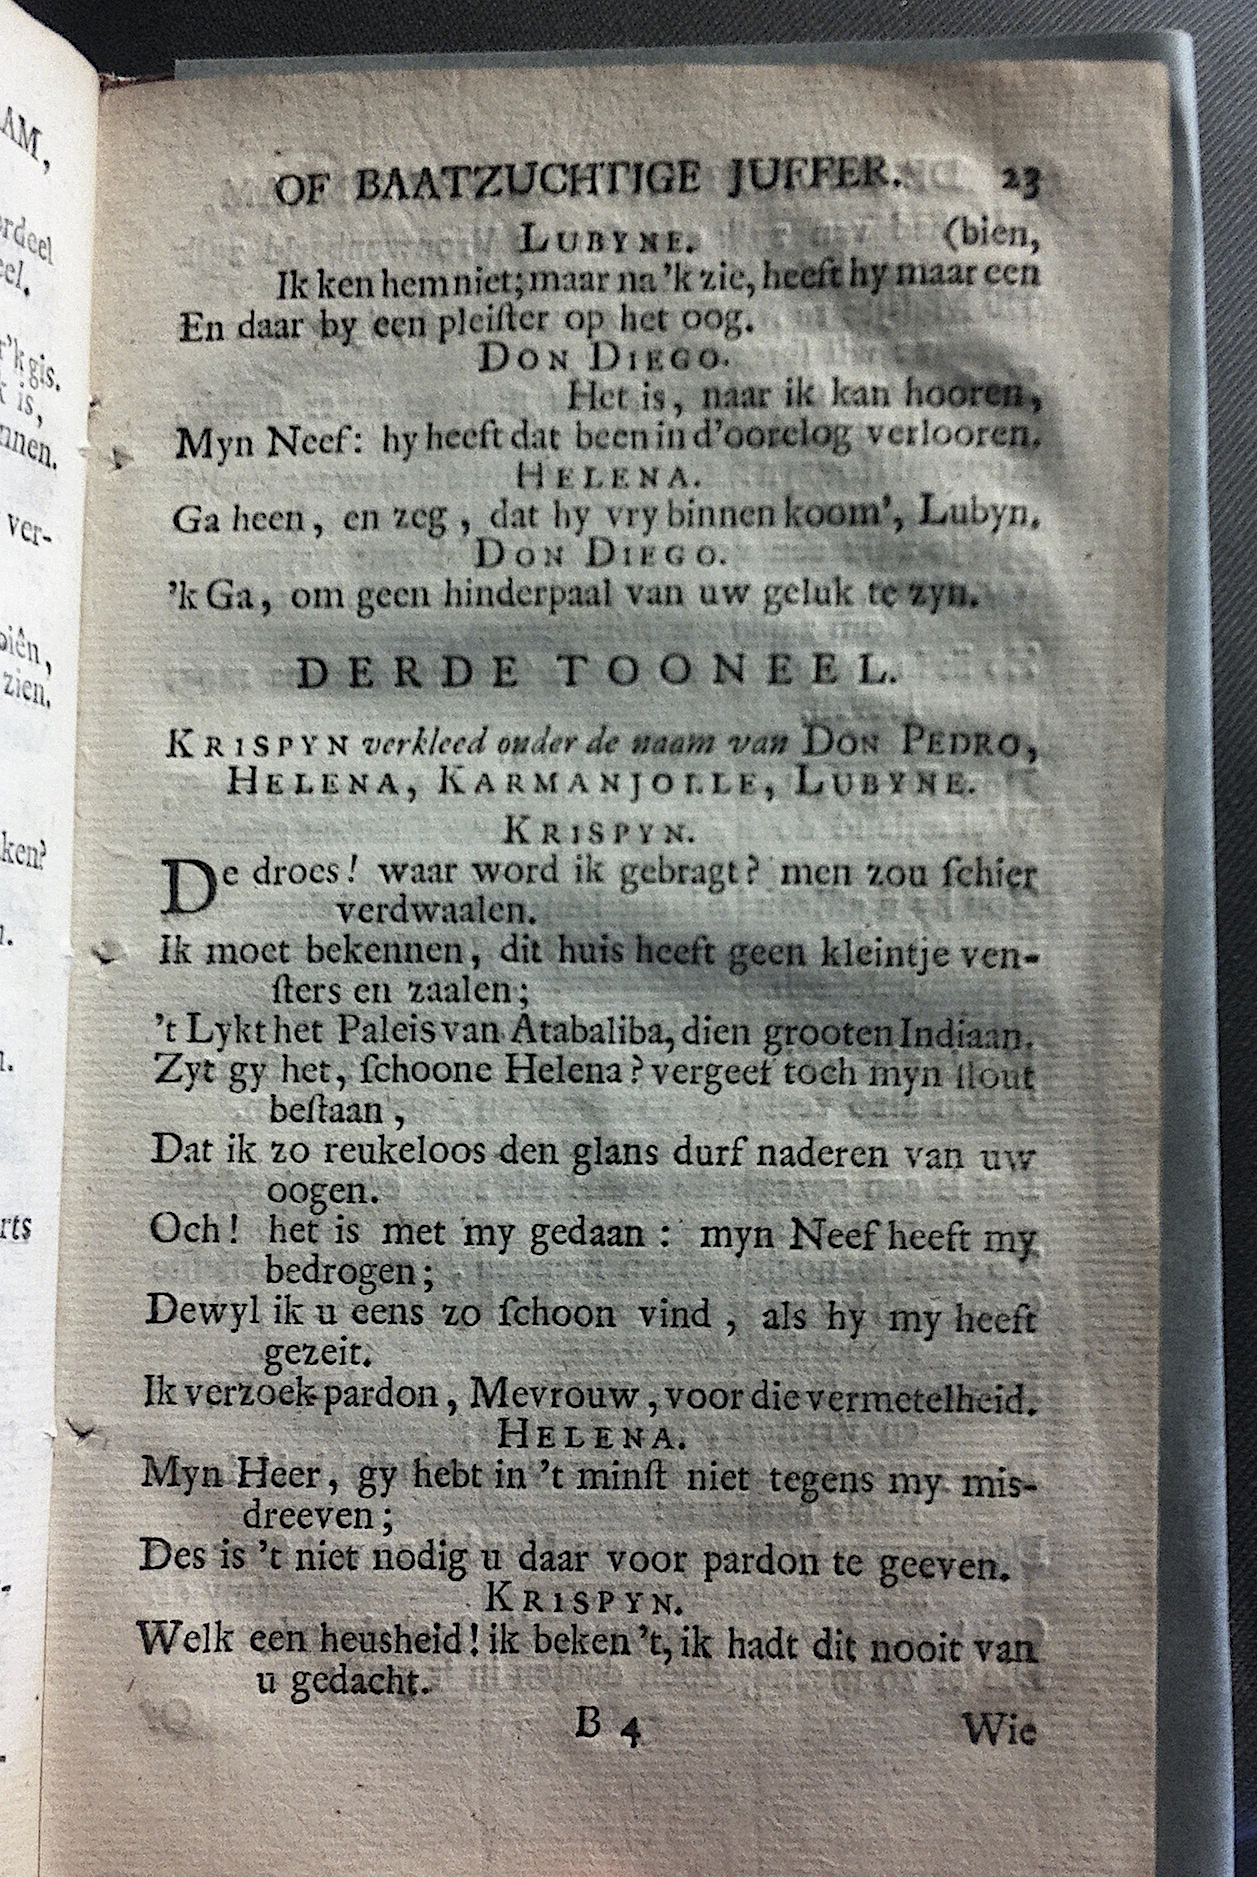 OF BAATZUCHTIGE JUFFER. 23
LUBYNE. (bien,
Ik ken hem niet; maar na 'k zie, heeft hy maar een
En daar by een pleiſter op het oog.
DON DIEGO.
Het is, naar ik kan hooren,
Myn Neef: hy heeft dat been in d'oorelog verlooren.
HELENA.
Ga heen, en zeg, dat hy vry binnen koom', Lubyn.
DON DIEGO.
'k Ga, om geen hinderpaal van uw geluk te zyn.
DERDE TOONEEL.
KRISPYN verkleed onder de naam van DON PEDRO,
HELENA, KARMANJOLLE, LUBYNE.
KRISPYN.
De droes! waar word ik gebragt? men zou ſchier
verdwaalen.
Ik moet bekennen, dit huis heeft geen kleintje ven-
ſters en zaalen;
't Lykt het Paleis van Atabaliba, dien grooten Indiaan.
Zyt gy het, ſchoone Helena? vergeef toch myn ſtout
beſtaan,
Dat ik zo reukeloos den glans durf naderen van uw
oogen.
Och! het is met my gedaan: myn Neef heeft my
bedrogen;
Dewyl ik u eens zo ſchoon vind, als hy my heeft
gezeit.
Ik verzoek pardon, Mevrouw, voor die vermetelheid.
HELENA.
Myn Heer, gy hebt in 't minſt niet tegens my mis-
dreeven;
Des is 't niet nodig u daar voor pardon te geeven.
KRISPYN.
Welk een heusheid! ik beken 't, ik hadt dit nooit van
u gedacht.
B 4 Wie